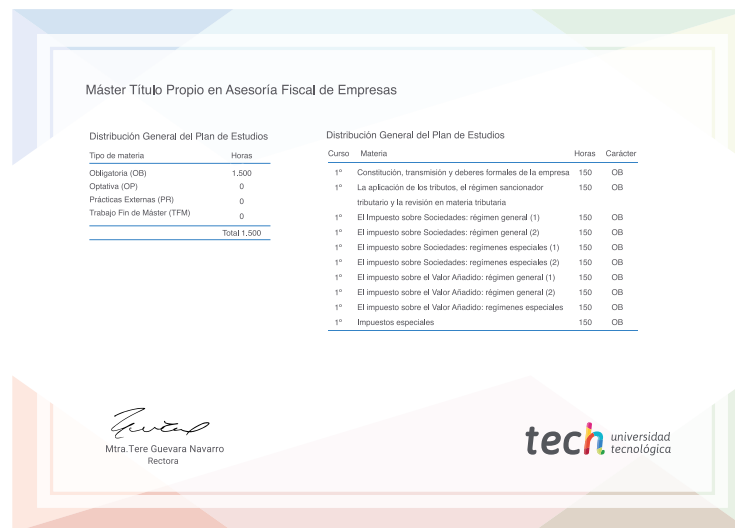 Máster Título Propio en Asesoría Fiscal de Empresas
Distribución General del Plan de Estudios
Tipo de materia Horas
Obligatoria (OB) 1.500
Optativa (OP) 0
Prácticas Externas (PR) 0
Trabajo Fin de Máster (TFM) 0
Total 1.500
Distribución General del Plan de Estudios
Curso Materia Horas Carácter
1º Constitución, transmisión y deberes formales de la empresa 150 OB
1º La aplicación de los tributos, el régimen sancionador 150 OB
tributario y la revisión en materia tributaria
1º El Impuesto sobre Sociedades: régimen general (1) 150 OB
1º El impuesto sobre Sociedades: régimen general (2) 150 OB
1º El impuesto sobre Sociedades: regímenes especiales (1) 150 OB
1º El impuesto sobre Sociedades: regímenes especiales (2) 150 OB
1º El impuesto sobre el Valor Añadido: régimen general (1) 150 OB
1º El impuesto sobre el Valor Añadido: régimen general (2) 150 OB
1º El impuesto sobre el Valor Añadido: regímenes especiales 150 OB
1º Impuestos especiales 150 OB
Mtra.Tere Guevara Navarro
Rectora
tech universidad
tecnológica